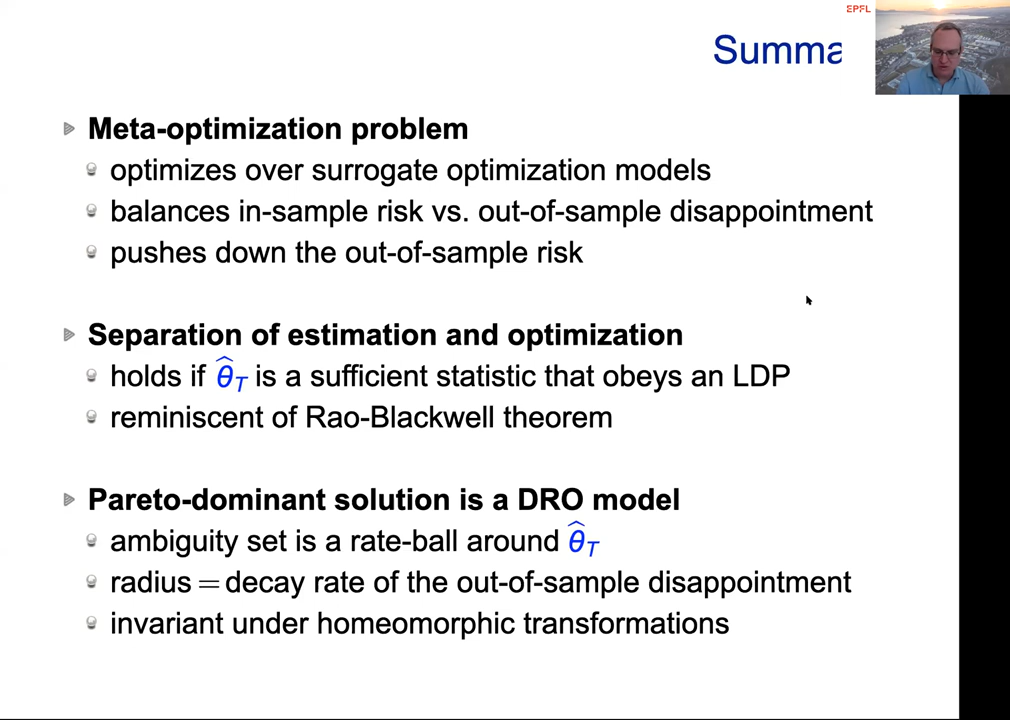 EPFL
Summa
Meta-optimization problem
optimizes over surrogate optimization models
balances in-sample risk vs. out-of-sample disappointment
pushes down the out-of-sample risk
Separation of estimation and optimization
holds if θ̂_T is a sufficient statistic that obeys an LDP
reminiscent of Rao-Blackwell theorem
Pareto-dominant solution is a DRO model
ambiguity set is a rate-ball around θ̂_T
radius = decay rate of the out-of-sample disappointment
invariant under homeomorphic transformations